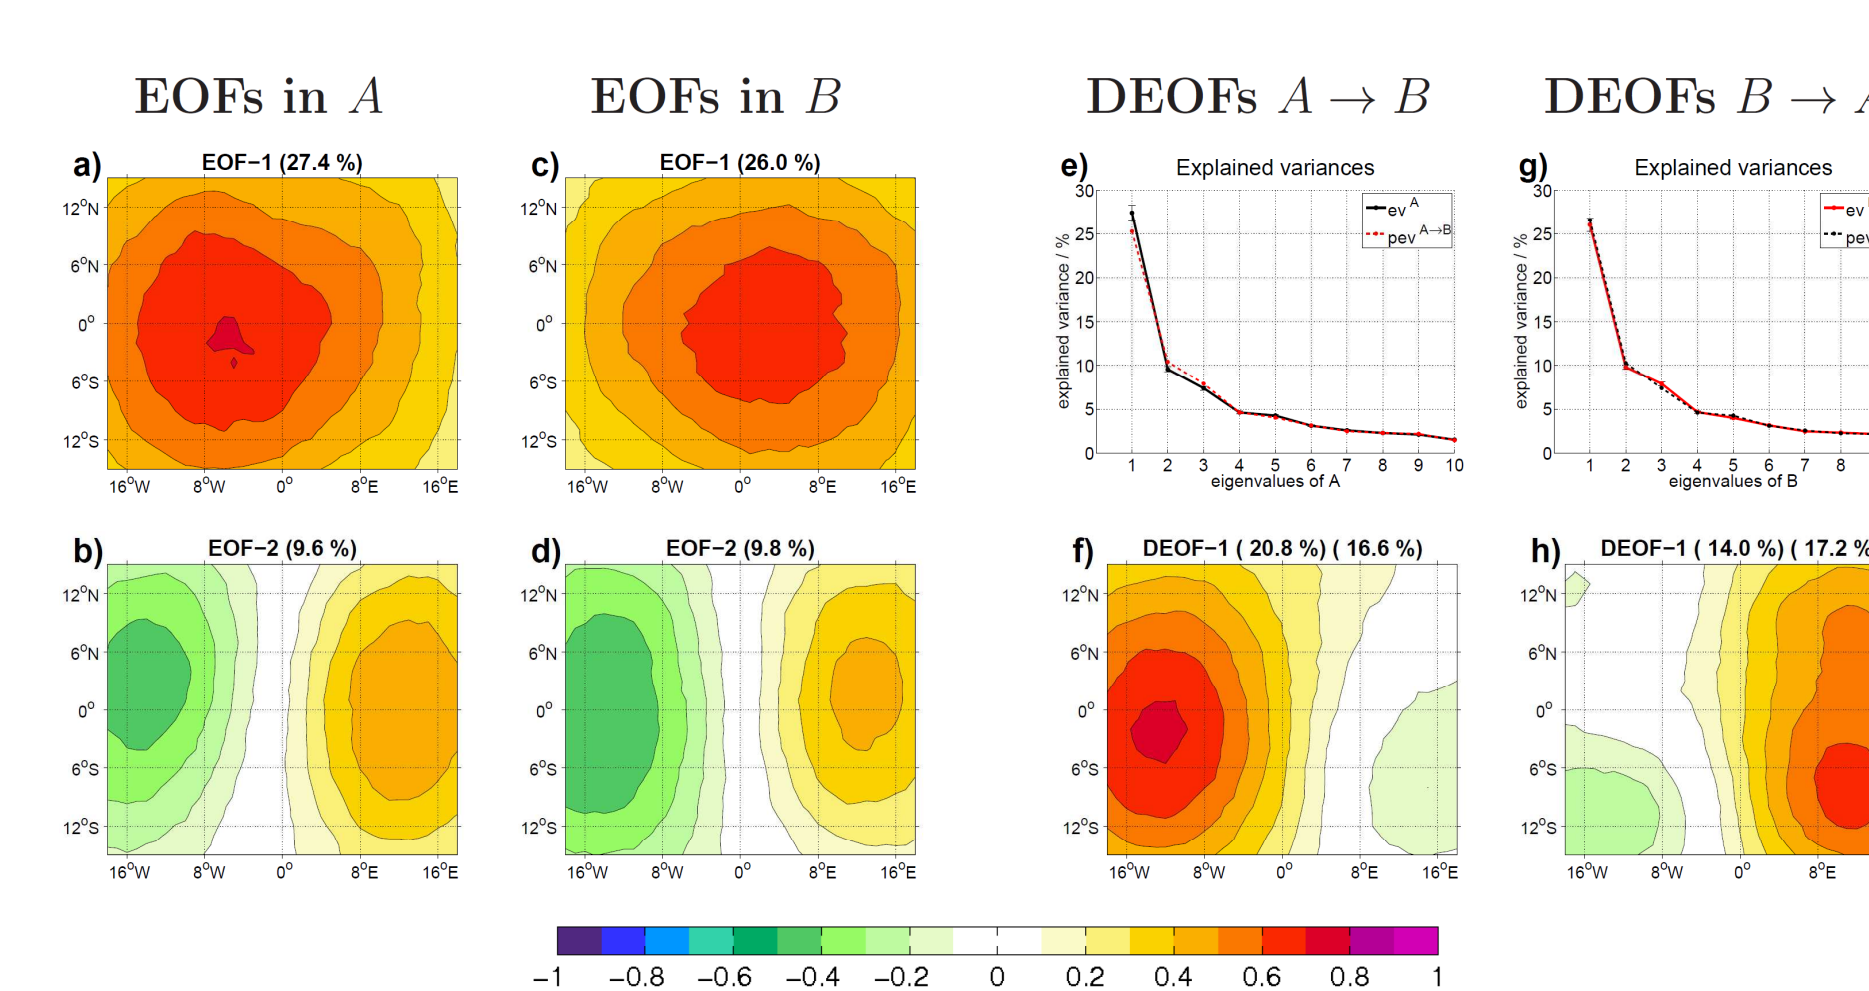 EOFs in A
EOFs in B
DEOFs A → B
DEOFs B → A
a)
EOF−1 (27.4 %)
12°N
6°N
0°
6°S
12°S
16°W 8°W 0° 8°E 16°E
c)
EOF−1 (26.0 %)
12°N
6°N
0°
6°S
12°S
16°W 8°W 0° 8°E 16°E
e)
Explained variances
explained variance / %
30
25
20
15
10
5
0
ev A
pev A→B
1 2 3 4 5 6 7 8 9 10
eigenvalues of A
g)
Explained variances
explained variance / %
30
25
20
15
10
5
0
ev
pev
1 2 3 4 5 6 7 8
eigenvalues of B
b)
EOF−2 (9.6 %)
12°N
6°N
0°
6°S
12°S
16°W 8°W 0° 8°E 16°E
d)
EOF−2 (9.8 %)
12°N
6°N
0°
6°S
12°S
16°W 8°W 0° 8°E 16°E
f)
DEOF−1 ( 20.8 %) ( 16.6 %)
12°N
6°N
0°
6°S
12°S
16°W 8°W 0° 8°E 16°E
h)
DEOF−1 ( 14.0 %) ( 17.2 %
12°N
6°N
0°
6°S
12°S
16°W 8°W 0° 8°E
−1 −0.8 −0.6 −0.4 −0.2 0 0.2 0.4 0.6 0.8 1